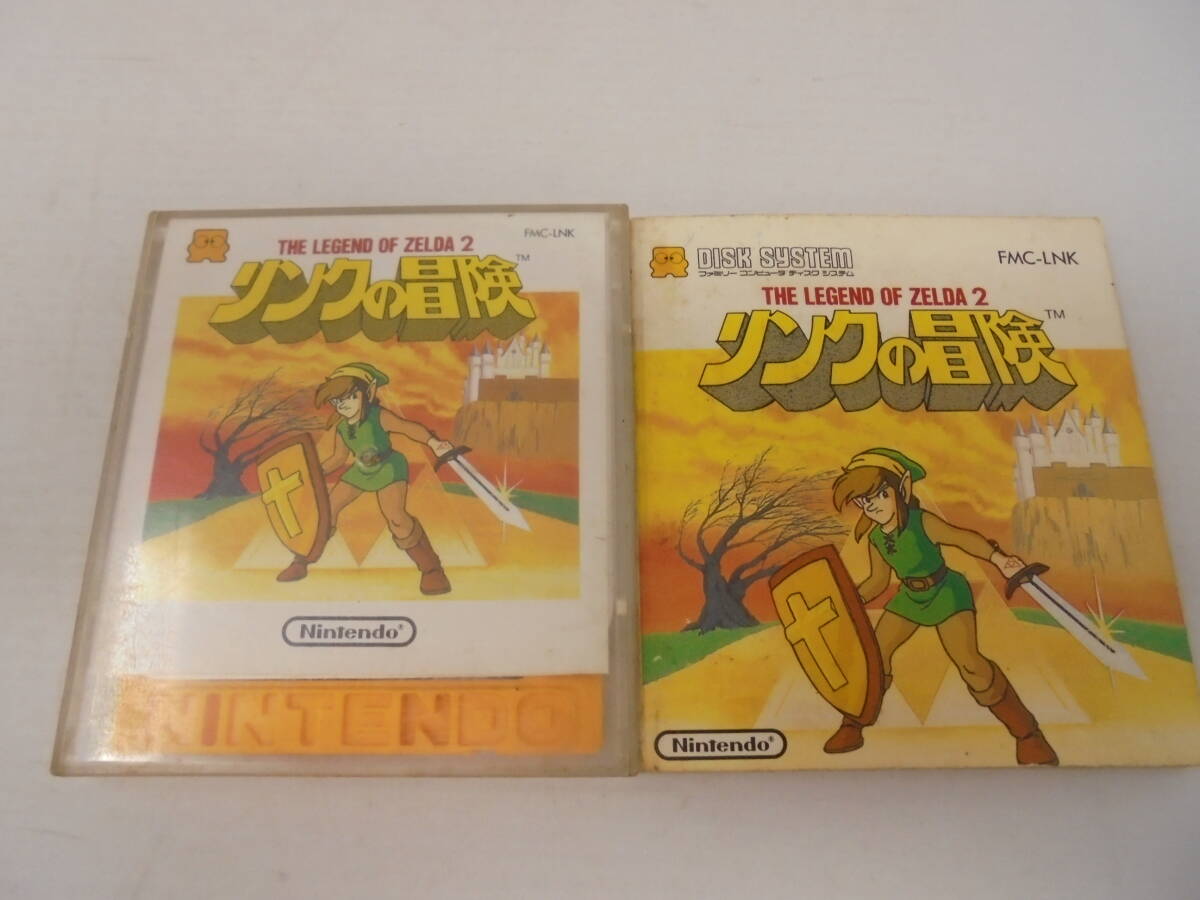 FMC-LNK
THE LEGEND OF ZELDA 2
リンクの冒険™
Nintendo®
NINTENDO
DISK SYSTEM
ファミリー コンピュータ ディスク システム
FMC-LNK
THE LEGEND OF ZELDA 2
リンクの冒険™
Nintendo®